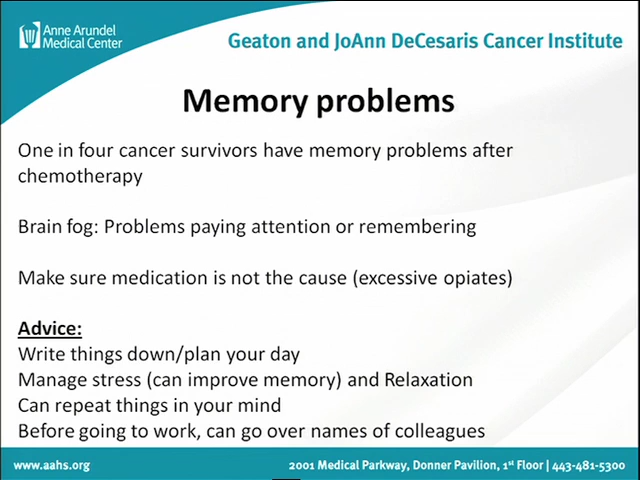 Anne Arundel
Medical Center
Geaton and JoAnn DeCesaris Cancer Institute
Memory problems
One in four cancer survivors have memory problems after
chemotherapy
Brain fog: Problems paying attention or remembering
Make sure medication is not the cause (excessive opiates)
Advice:
Write things down/plan your day
Manage stress (can improve memory) and Relaxation
Can repeat things in your mind
Before going to work, can go over names of colleagues
www.aahs.org
2001 Medical Parkway, Donner Pavilion, 1st Floor | 443-481-5300